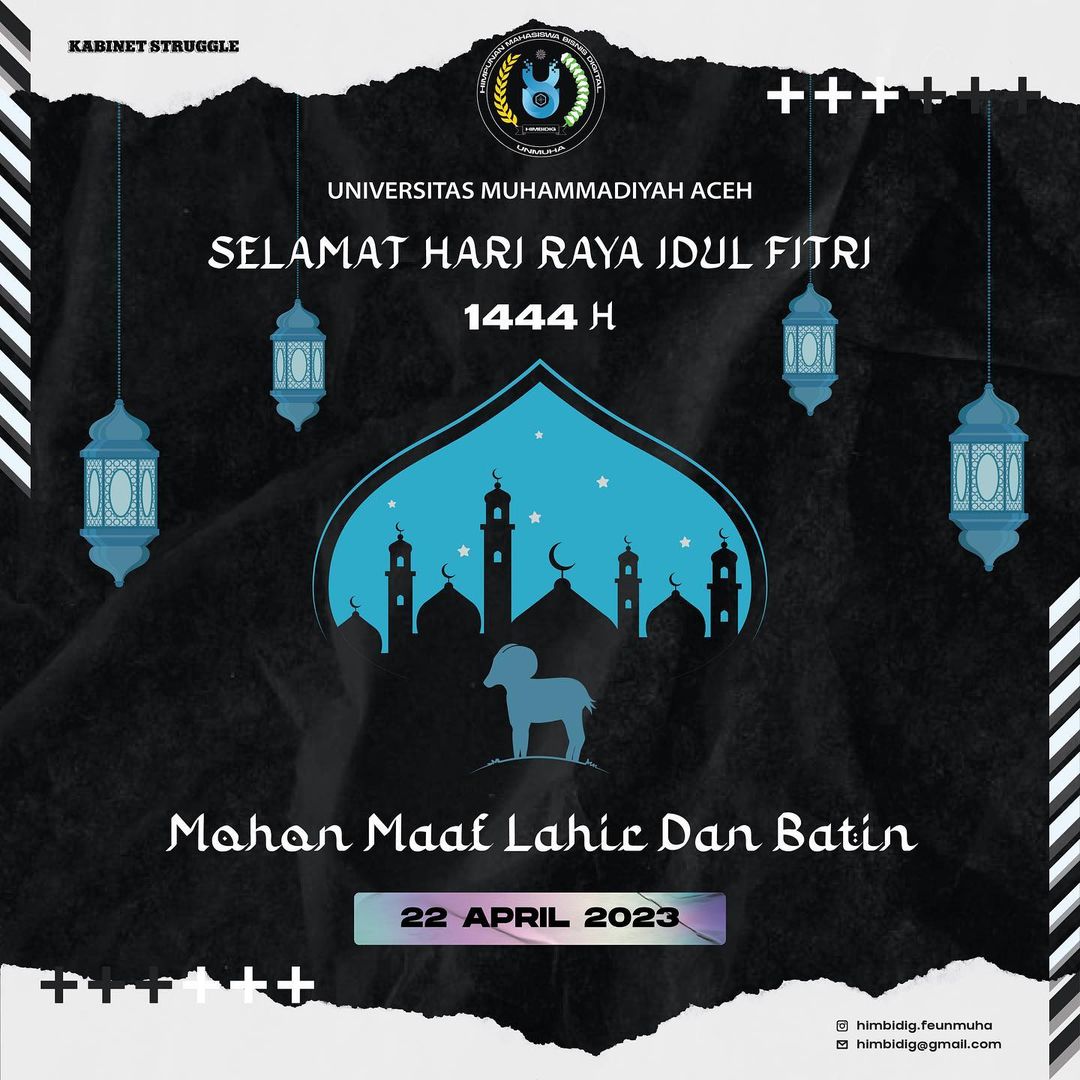 KABINET STRUGGLE
HIMPUNAN MAHASISWA BISNIS DIGITAL
HIMBIDIG
UNMUHA
UNIVERSITAS MUHAMMADIYAH ACEH
SELAMAT HARI RAYA IDUL FITRI
1444 H
Mohon Maaf Lahir Dan Batin
22 APRIL 2023
himbidig.feunmuha
himbidig@gmail.com